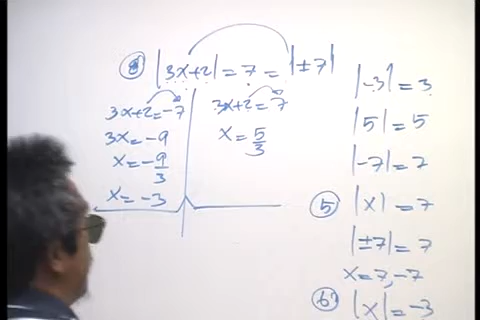 ⑧ |3x+2| = 7 = |±7|
3x+2 = -7
3x = -9
x = -9/3
x = -3
3x+2 = 7
x = 5/3
|-3| = 3
|5| = 5
|-7| = 7
⑤ |x| = 7
|±7| = 7
x = 7, -7
⑥ |x| = -3